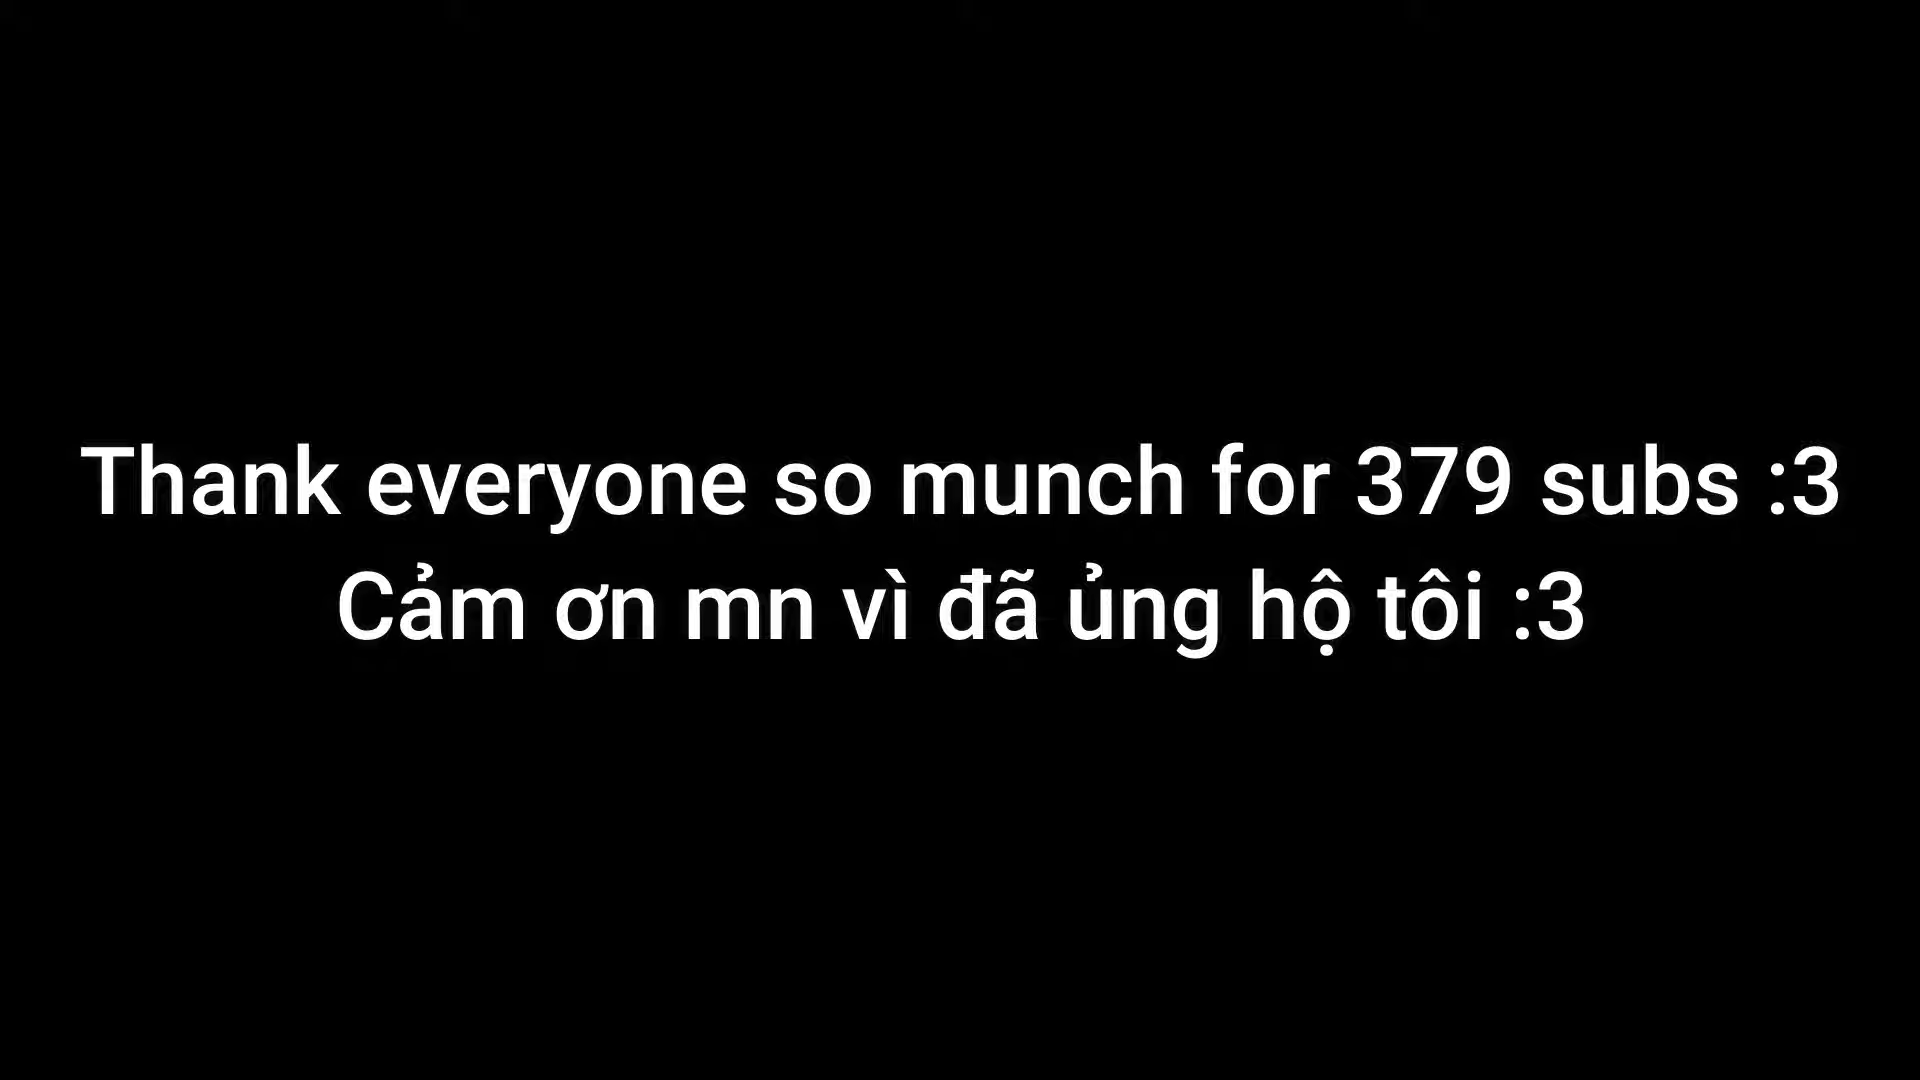 Thank everyone so munch for 379 subs :3
Cảm ơn mn vì đã ủng hộ tôi :3